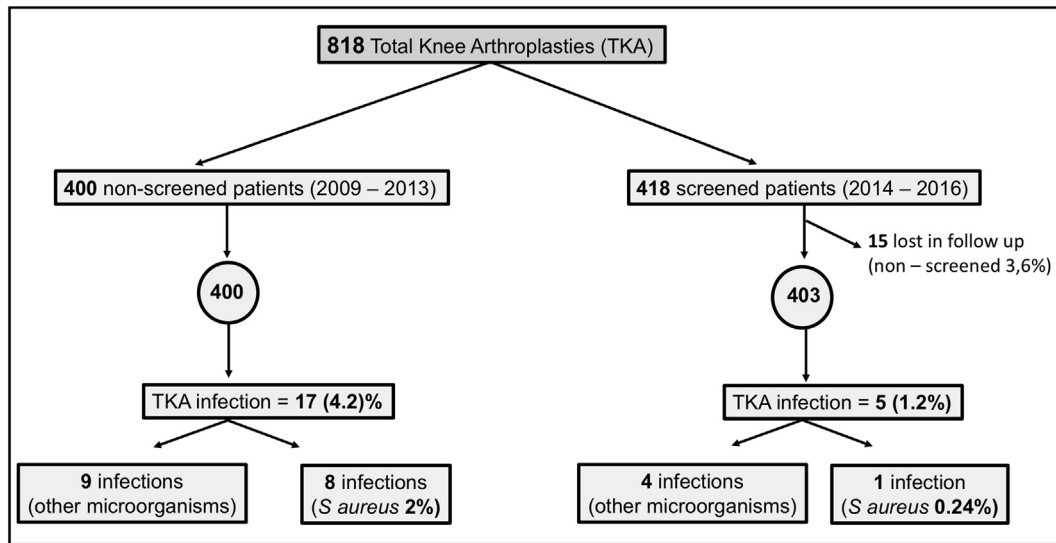 818 Total Knee Arthroplasties (TKA)
400 non-screened patients (2009 – 2013)
418 screened patients (2014 – 2016)
15 lost in follow up
(non – screened 3,6%)
400
403
TKA infection = 17 (4.2)%
TKA infection = 5 (1.2%)
9 infections
(other microorganisms)
8 infections
(S aureus 2%)
4 infections
(other microorganisms)
1 infection
(S aureus 0.24%)